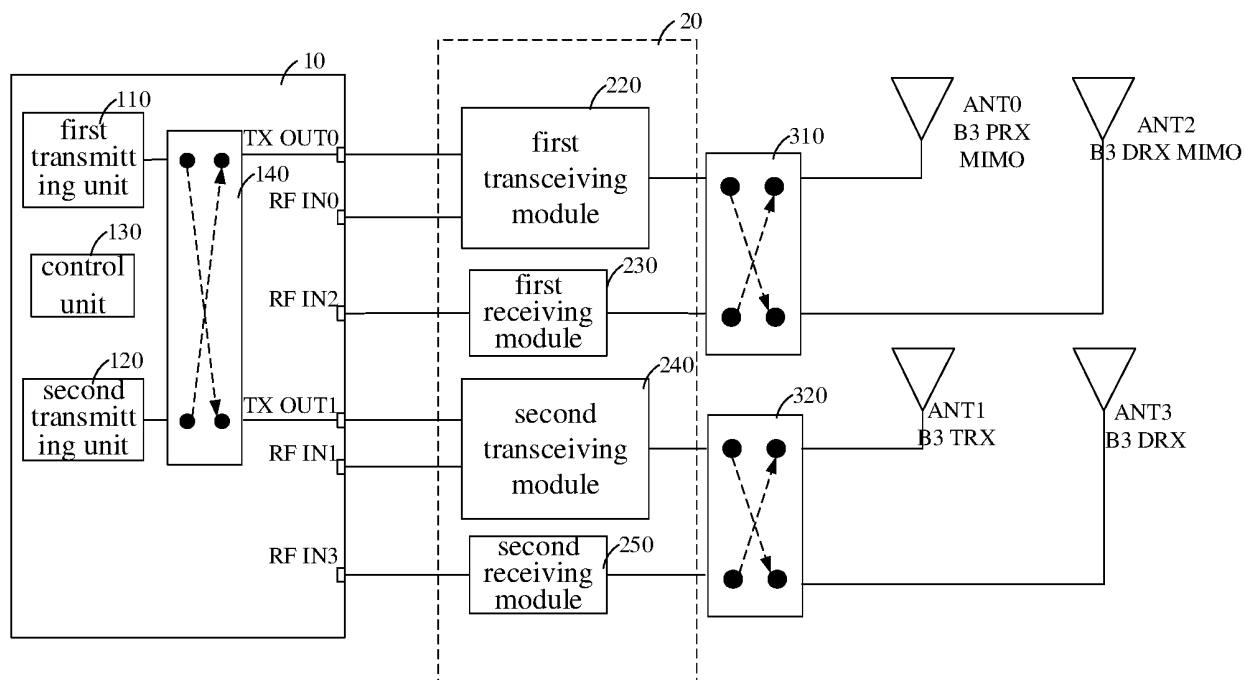 20
10
110
first
transmitt
ing unit
TX OUT0
140
RF IN0
130
control
unit
RF IN2
120
second
transmitt
ing unit
TX OUT1
RF IN1
RF IN3
220
first
transceiving
module
230
first
receiving
module
240
second
transceiving
module
250
second
receiving
module
310
320
ANT0
B3 PRX
MIMO
ANT2
B3 DRX MIMO
ANT1
B3 TRX
ANT3
B3 DRX